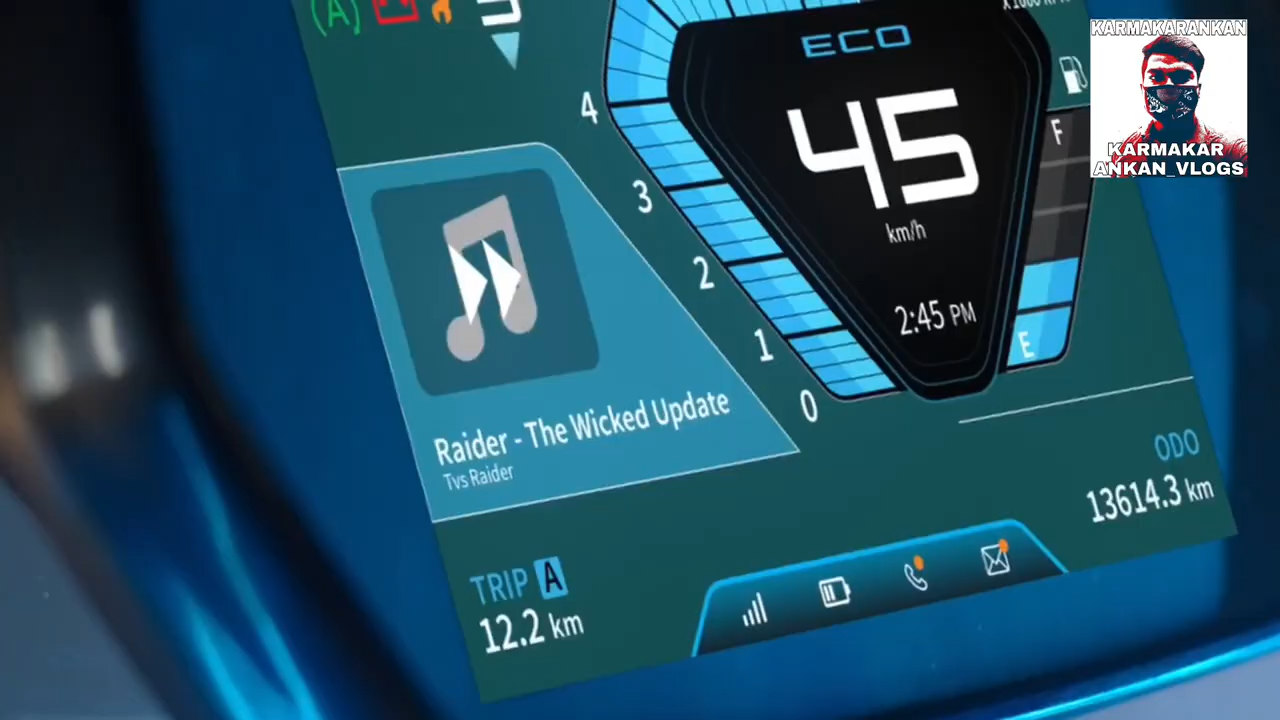 (A)
ECO
45
km/h
2:45 PM
4
3
2
1
0
F
E
Raider - The Wicked Update
Tvs Raider
TRIP A
12.2 km
ODO
13614.3 km
KARMAKARANKAN
KARMAKAR
ANKAN_VLOGS